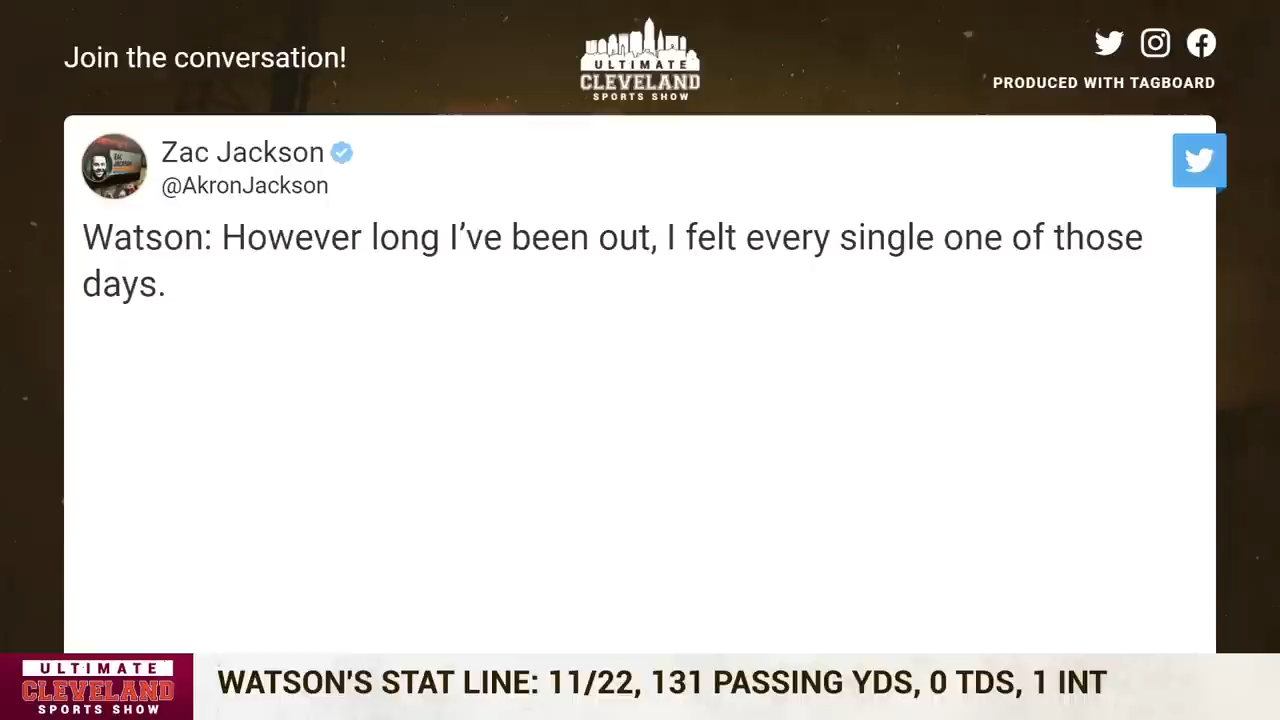 Join the conversation!
ULTIMATE
CLEVELAND
SPORTS SHOW
PRODUCED WITH TAGBOARD
Zac Jackson
@AkronJackson
Watson: However long I’ve been out, I felt every single one of those
days.
ULTIMATE
CLEVELAND
SPORTS SHOW
WATSON'S STAT LINE: 11/22, 131 PASSING YDS, 0 TDS, 1 INT